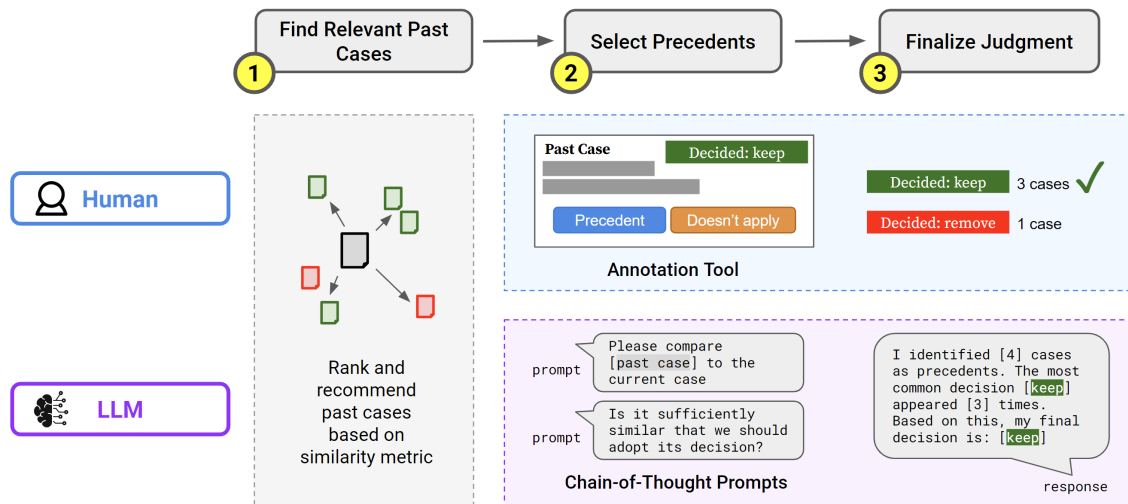 Find Relevant Past
Cases
1
Select Precedents
2
Finalize Judgment
3
Human
Past Case
Decided: keep
Precedent
Doesn't apply
Annotation Tool
Decided: keep
3 cases
Decided: remove
1 case
LLM
Rank and
recommend
past cases
based on
similarity metric
prompt
Please compare
[past case] to the
current case
prompt
Is it sufficiently
similar that we should
adopt its decision?
Chain-of-Thought Prompts
I identified [4] cases
as precedents. The most
common decision [keep]
appeared [3] times.
Based on this, my final
decision is: [keep]
response